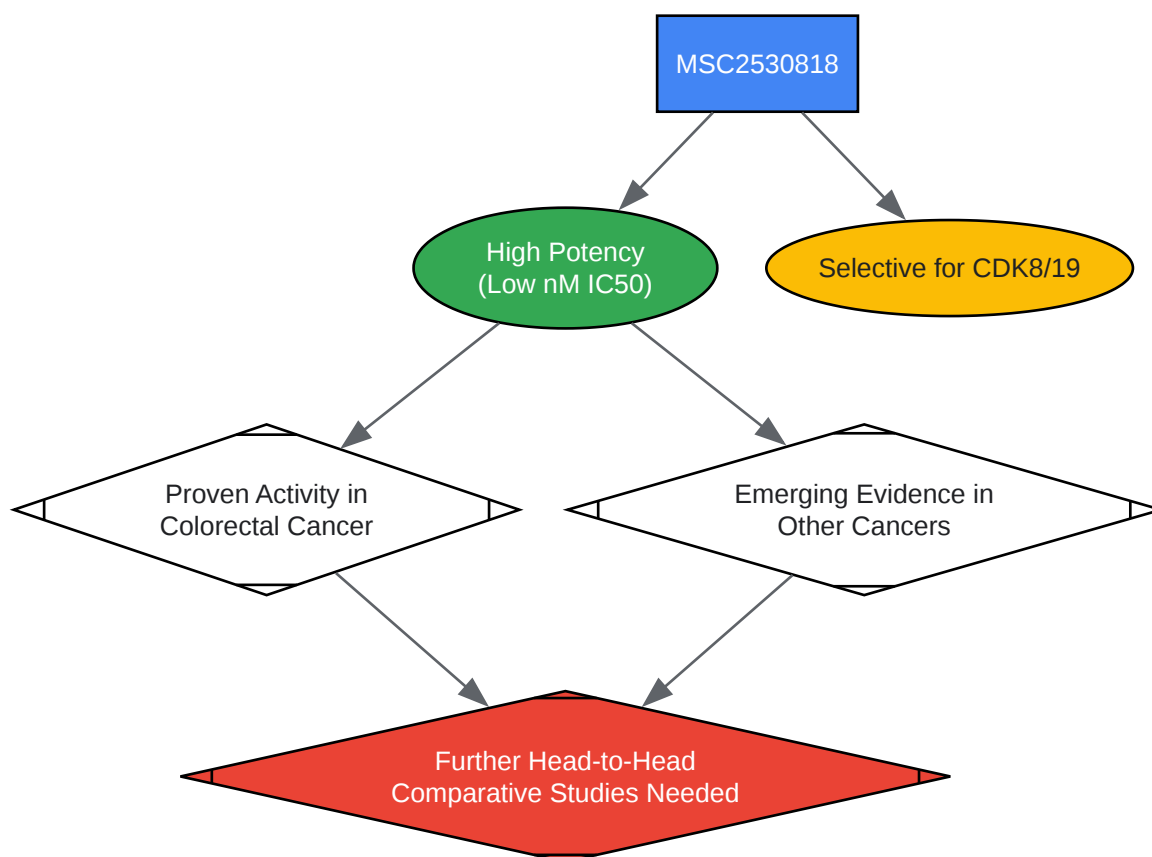 MSC2530818
High Potency
(Low nM IC50)
Selective for CDK8/19
Proven Activity in
Colorectal Cancer
Emerging Evidence in
Other Cancers
Further Head-to-Head
Comparative Studies Needed